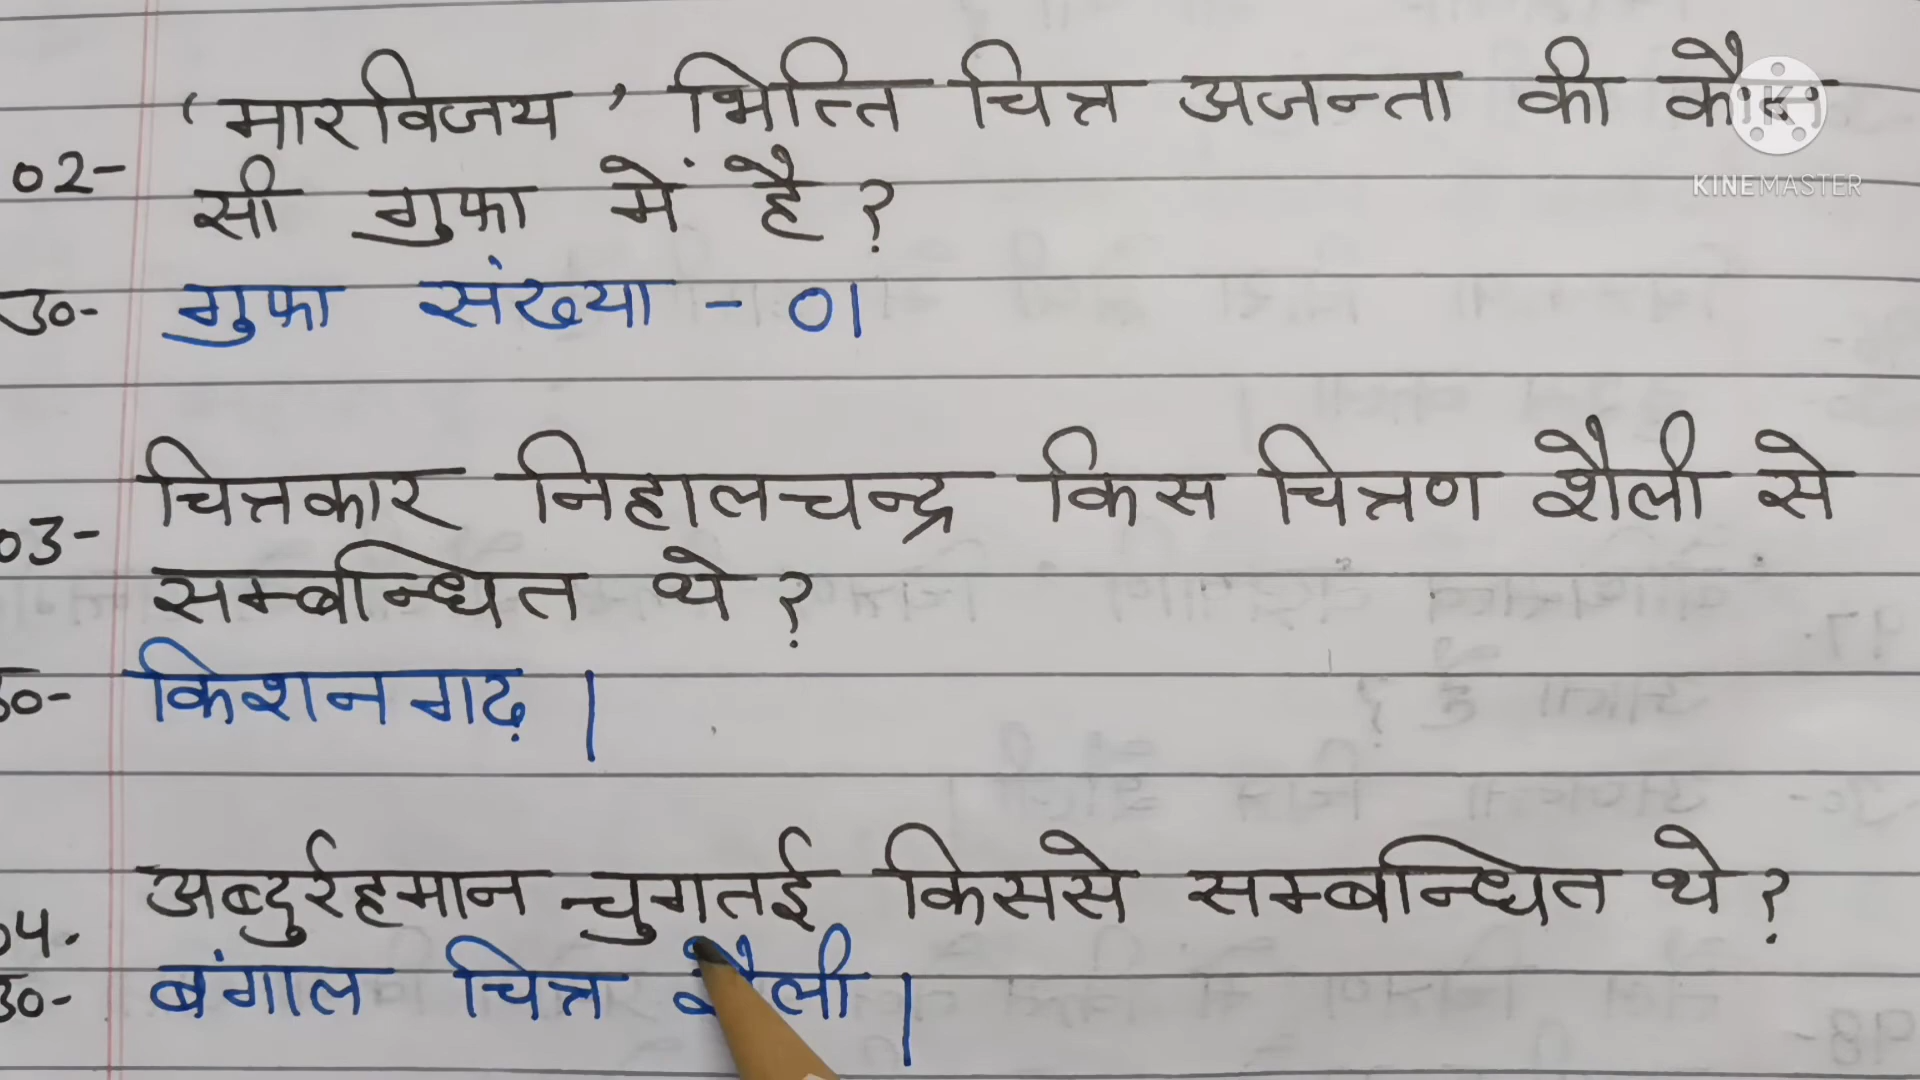 'मारविजय' भित्ति चित्र अजन्ता की कौन
02- सी गुफा में है?
उ०- गुफा संख्या - 01
चित्रकार निहालचन्द्र किस चित्रण शैली से
03- सम्बन्धित थे?
उ०- किशनगढ़।
अब्दुर्रहमान चुगतई किससे सम्बन्धित थे?
04.
उ०- बंगाल चित्र शैली।
KINEMASTER